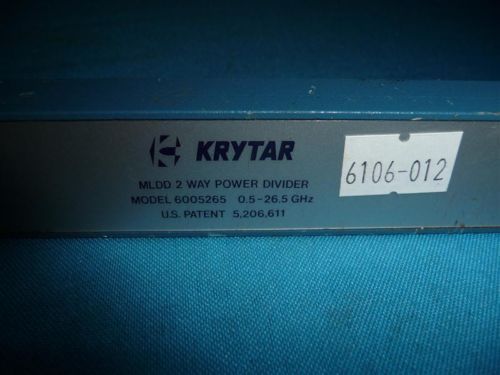 KRYTAR
MLDD 2 WAY POWER DIVIDER
MODEL 6005265 0.5-26.5 GHz
U.S. PATENT 5,206,611
6106-012